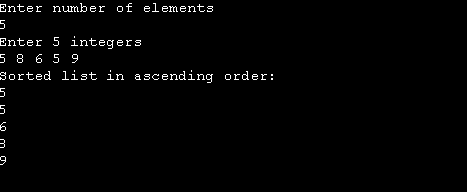 Enter number of elements
5
Enter 5 integers
5 8 6 5 9
Sorted list in ascending order:
5
5
6
8
9